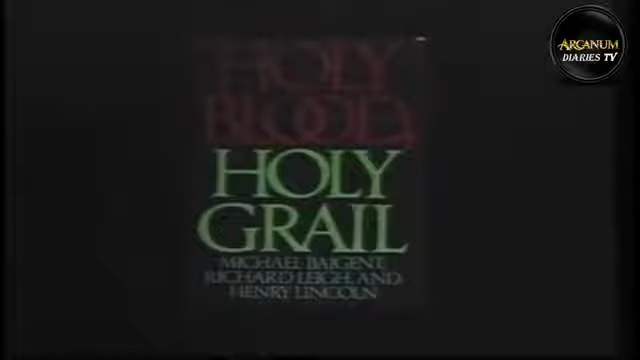 ARCANUM
DIARIES TV
HOLY
BLOOD,
HOLY
GRAIL
MICHAEL BAIGENT,
RICHARD LEIGH, AND
HENRY LINCOLN